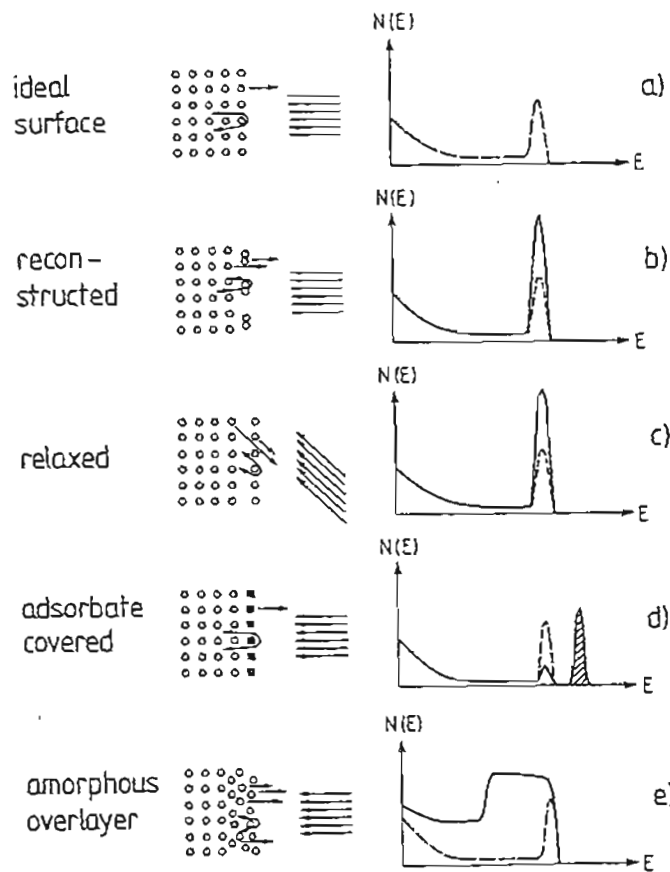 N(E)
ideal
surface
a)
E
N(E)
recon-
structed
b)
E
N(E)
relaxed
c)
E
N(E)
adsorbate
covered
d)
E
N(E)
amorphous
overlayer
e)
E